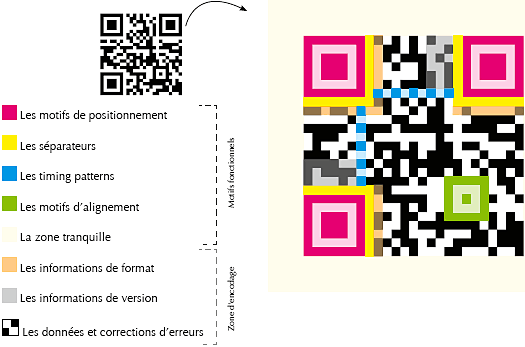 Les motifs de positionnement
Les séparateurs
Les timing patterns
Les motifs d'alignement
La zone tranquille
Les informations de format
Les informations de version
Les données et corrections d'erreurs
Motifs fonctionnels
Zone d'encodage